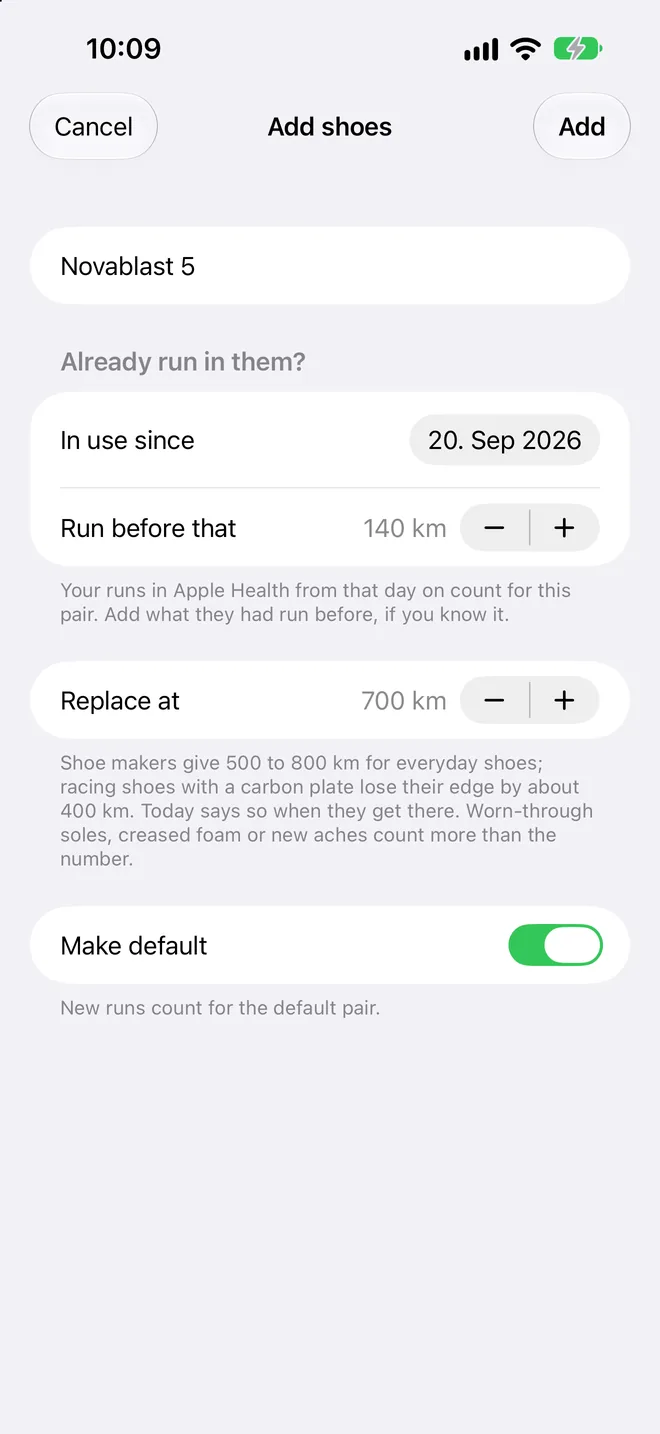 10:09
Cancel
Add shoes
Add
Novablast 5
Already run in them?
In use since
20. Sep 2026
Run before that
140 km
Your runs in Apple Health from that day on count for this
pair. Add what they had run before, if you know it.
Replace at
700 km
Shoe makers give 500 to 800 km for everyday shoes;
racing shoes with a carbon plate lose their edge by about
400 km. Today says so when they get there. Worn-through
soles, creased foam or new aches count more than the
number.
Make default
New runs count for the default pair.